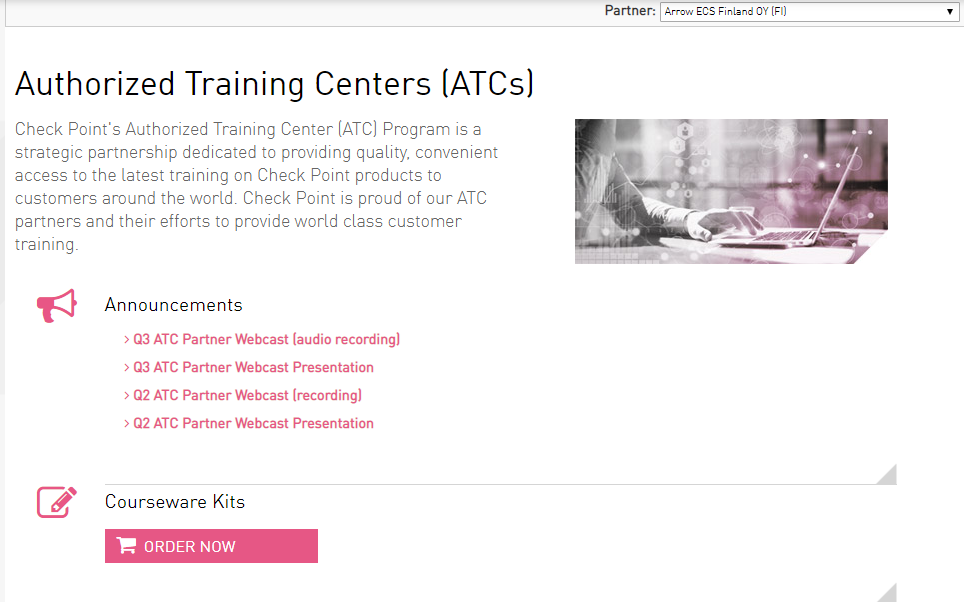 Partner: Arrow ECS Finland OY (FI)
Authorized Training Centers (ATCs)
Check Point's Authorized Training Center (ATC) Program is a
strategic partnership dedicated to providing quality, convenient
access to the latest training on Check Point products to
customers around the world. Check Point is proud of our ATC
partners and their efforts to provide world class customer
training.
Announcements
Q3 ATC Partner Webcast (audio recording)
Q3 ATC Partner Webcast Presentation
Q2 ATC Partner Webcast (recording)
Q2 ATC Partner Webcast Presentation
Courseware Kits
ORDER NOW